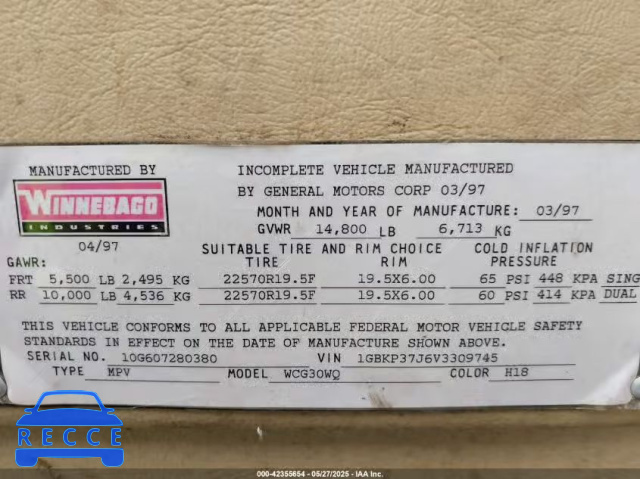 MANUFACTURED BY
WINNEBAGO
INDUSTRIES
04/97
INCOMPLETE VEHICLE MANUFACTURED
BY GENERAL MOTORS CORP 03/97
MONTH AND YEAR OF MANUFACTURE: 03/97
GVWR 14,800 LB 6,713 KG
SUITABLE TIRE AND RIM CHOICE COLD INFLATION
GAWR: TIRE RIM PRESSURE
FRT 5,500 LB 2,495 KG 22570R19.5F 19.5X6.00 65 PSI 448 KPA SING
RR 10,000 LB 4,536 KG 22570R19.5F 19.5X6.00 60 PSI 414 KPA DUAL
THIS VEHICLE CONFORMS TO ALL APPLICABLE FEDERAL MOTOR VEHICLE SAFETY
STANDARDS IN EFFECT ON THE DATE OF MANUFACTURE SHOWN ABOVE.
SERIAL NO. 10G607280380 VIN 1GBKP37J6V3309745
TYPE MPV MODEL WCG30WQ COLOR H18
RECCE
000-42355654 - 05/27/2025 - IAA Inc.